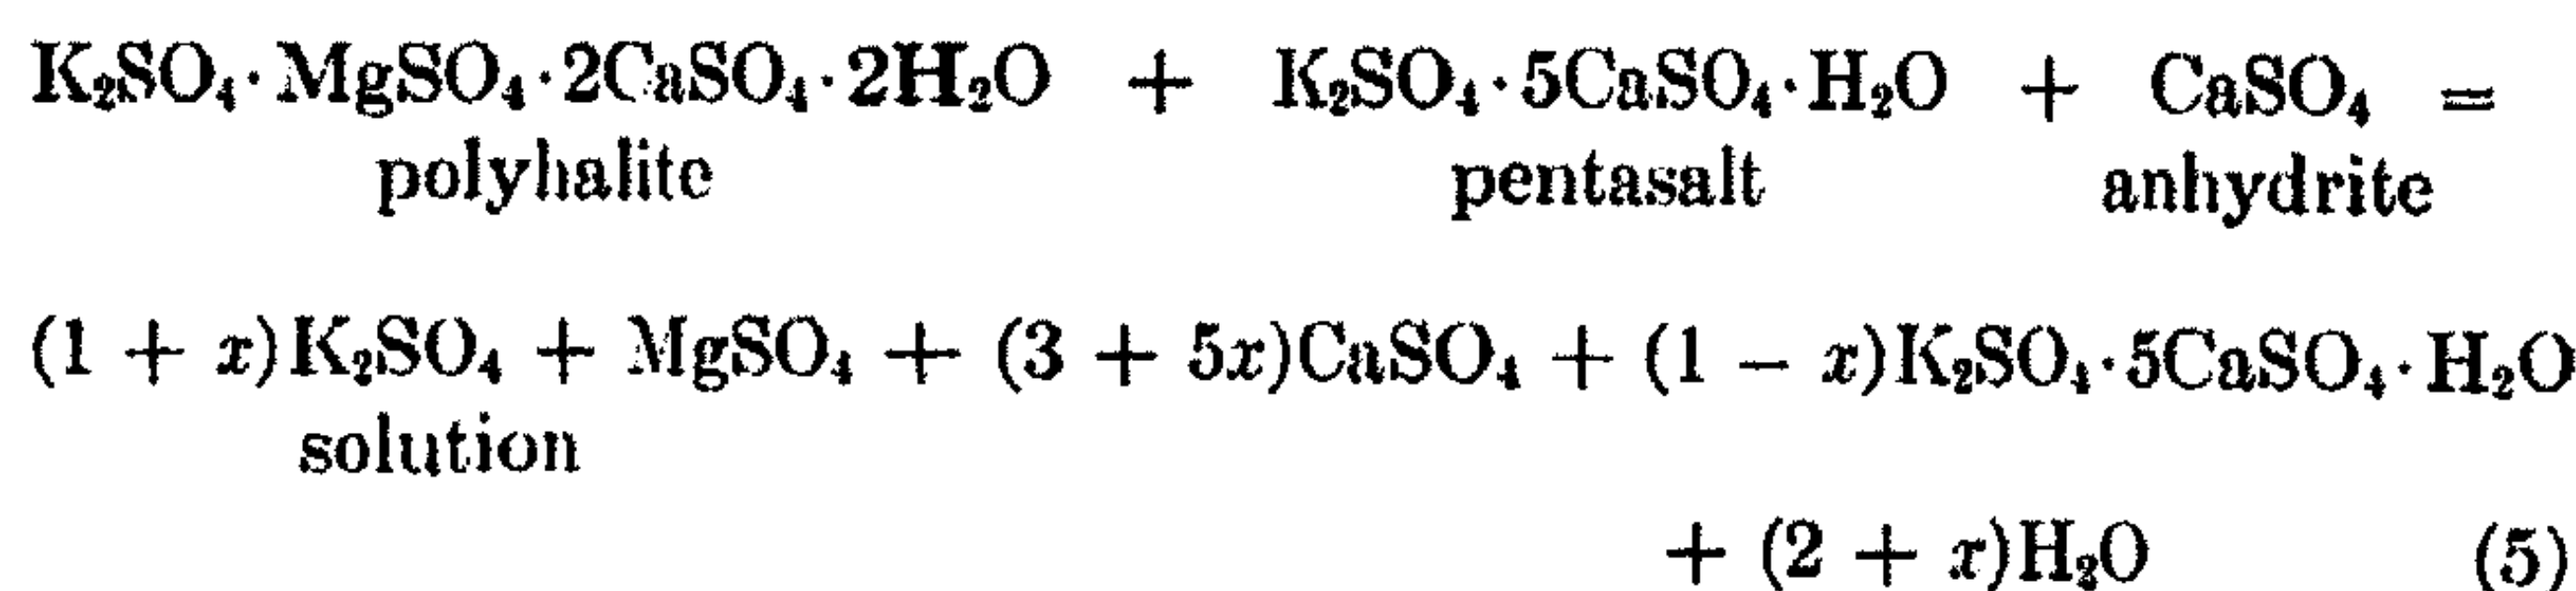 K₂SO₄·MgSO₄·2CaSO₄·2H₂O + K₂SO₄·5CaSO₄·H₂O + CaSO₄ =
polyhalite pentasalt anhydrite
(1 + x)K₂SO₄ + MgSO₄ + (3 + 5x)CaSO₄ + (1 − x)K₂SO₄·5CaSO₄·H₂O
solution
+ (2 + x)H₂O (5)